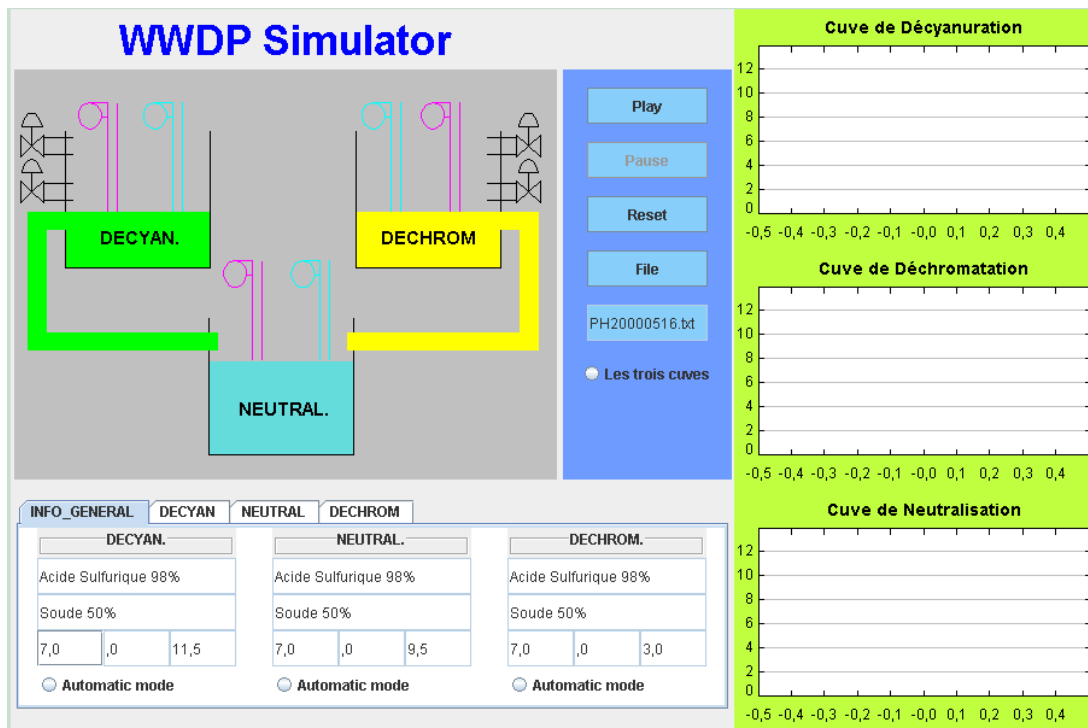 WWDP Simulator
DECYAN.
DECHROM
NEUTRAL.
Play
Pause
Reset
File
PH20000516.txt
Les trois cuves
Cuve de Décyanuration
12
10
8
6
4
2
0
-0,5 -0,4 -0,3 -0,2 -0,1 -0,0 0,1 0,2 0,3 0,4
Cuve de Déchromatation
12
10
8
6
4
2
0
-0,5 -0,4 -0,3 -0,2 -0,1 -0,0 0,1 0,2 0,3 0,4
Cuve de Neutralisation
12
10
8
6
4
2
0
-0,5 -0,4 -0,3 -0,2 -0,1 -0,0 0,1 0,2 0,3 0,4
INFO_GENERAL DECYAN NEUTRAL DECHROM
DECYAN.
Acide Sulfurique 98%
Soude 50%
7,0 ,0 11,5
Automatic mode
NEUTRAL.
Acide Sulfurique 98%
Soude 50%
7,0 ,0 9,5
Automatic mode
DECHROM.
Acide Sulfurique 98%
Soude 50%
7,0 ,0 3,0
Automatic mode